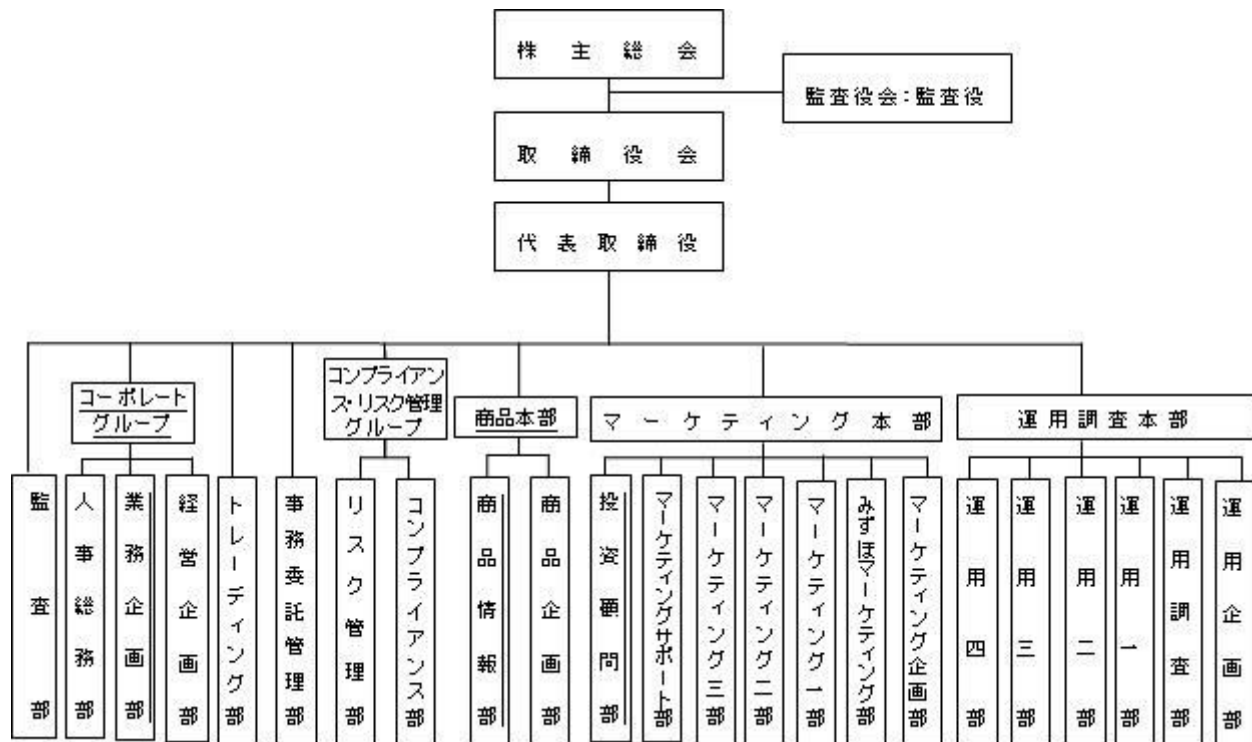 株主総会
監査役会：監査役
取締役会
代表取締役
コーポレート
グループ
コンプライアン
ス・リスク管理
グループ
商品本部
マーケティング本部
運用調査本部
監査部
人事総務部
業務企画部
経営企画部
トレーディング部
事務委託管理部
リスク管理部
コンプライアンス部
商品情報部
商品企画部
投資顧問部
マーケティングサポート部
マーケティング三部
マーケティング二部
マーケティング一部
みずほマーケティング部
マーケティング企画部
運用四部
運用三部
運用二部
運用一部
運用調査部
運用企画部